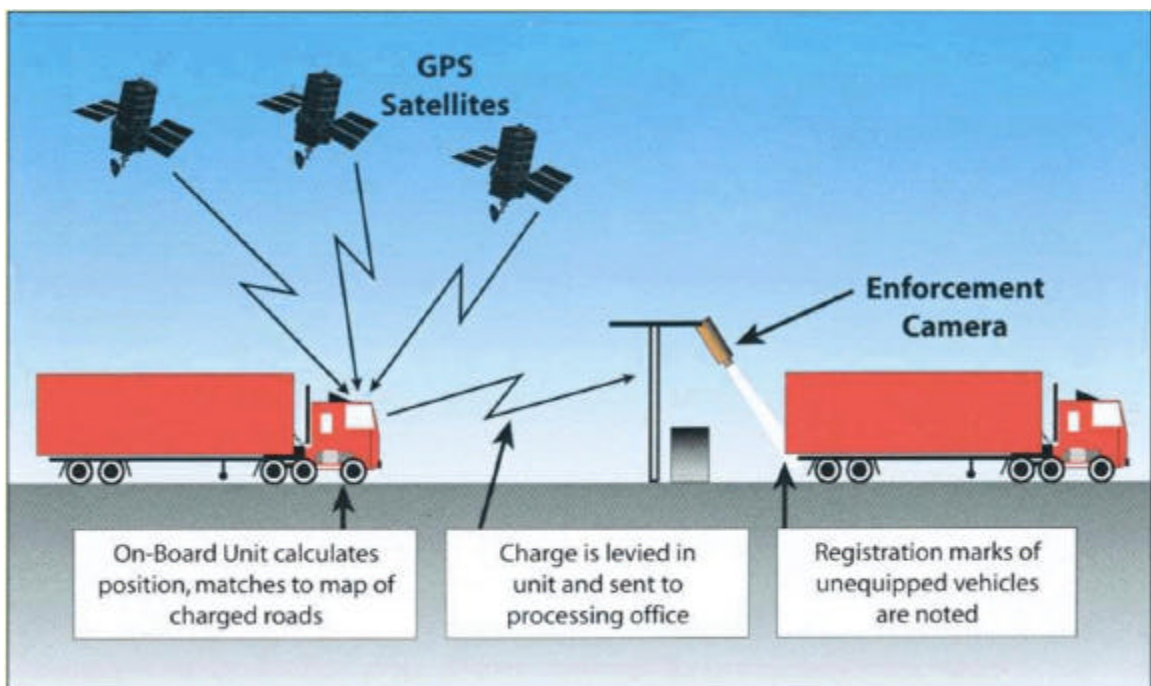 GPS
Satellites
Enforcement
Camera
On-Board Unit calculates
position, matches to map of
charged roads
Charge is levied in
unit and sent to
processing office
Registration marks of
unequipped vehicles
are noted